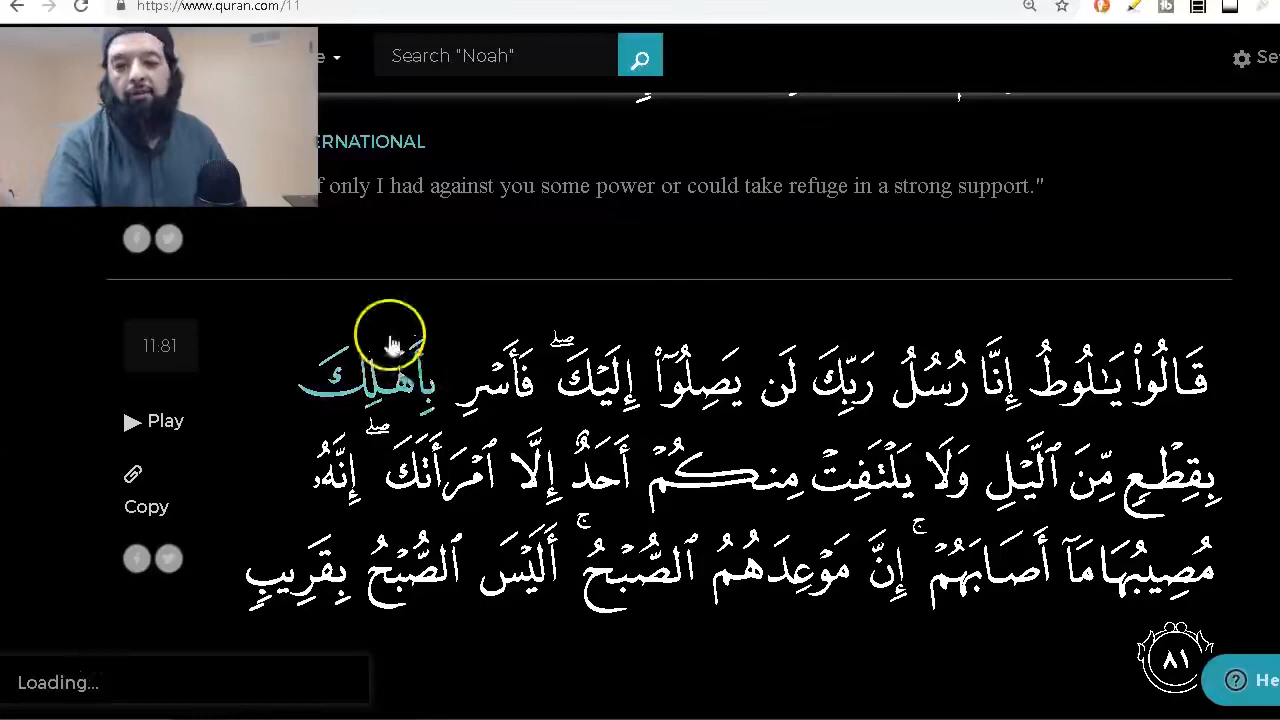 https://www.quran.com/11
e
Search "Noah"
Se
ERNATIONAL
f only I had against you some power or could take refuge in a strong support."
11:81
قَالُوا۟ يَـٰلُوطُ إِنَّا رُسُلُ رَبِّكَ لَن يَصِلُوٓا۟ إِلَيْكَ ۖ فَأَسْرِ بِأَهْلِكَ
بِقِطْعٍ مِّنَ ٱلَّيْلِ وَلَا يَلْتَفِتْ مِنكُمْ أَحَدٌ إِلَّا ٱمْرَأَتَكَ ۖ إِنَّهُۥ
مُصِيبُهَا مَآ أَصَابَهُمْ ۚ إِنَّ مَوْعِدَهُمُ ٱلصُّبْحُ ۚ أَلَيْسَ ٱلصُّبْحُ بِقَرِيبٍ
٨١
Play
Copy
Loading...
He